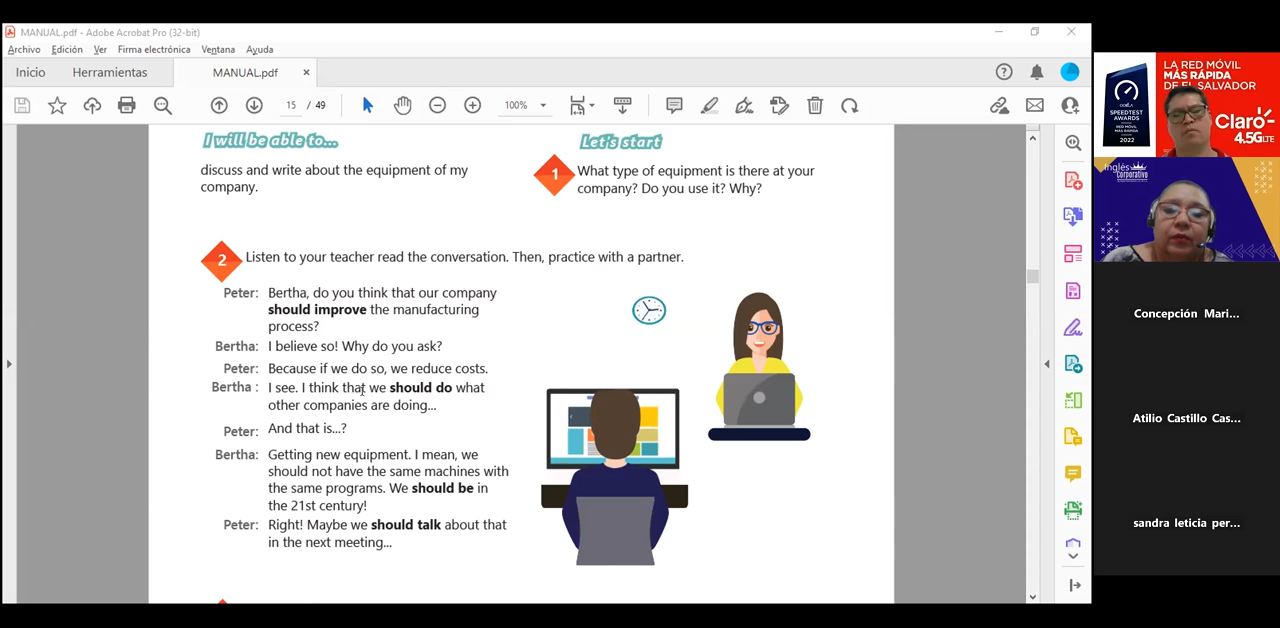 MANUAL.pdf - Adobe Acrobat Pro (32-bit)
Archivo Edición Ver Firma electrónica Ventana Ayuda
Inicio Herramientas MANUAL.pdf ×
15 / 49 100%
I will be able to...
discuss and write about the equipment of my
company.
Let's start
1 What type of equipment is there at your
company? Do you use it? Why?
2 Listen to your teacher read the conversation. Then, practice with a partner.
Peter: Bertha, do you think that our company
should improve the manufacturing
process?
Bertha: I believe so! Why do you ask?
Peter: Because if we do so, we reduce costs.
Bertha : I see. I think that we should do what
other companies are doing...
Peter: And that is...?
Bertha: Getting new equipment. I mean, we
should not have the same machines with
the same programs. We should be in
the 21st century!
Peter: Right! Maybe we should talk about that
in the next meeting...
LA RED MÓVIL
MÁS RÁPIDA
DE EL SALVADOR
SPEEDTEST
AWARDS
2022
Claro
4.5G LTE
Inglés
Corporativo
Concepción Mari...
Atilio Castillo Cas...
sandra leticia per...